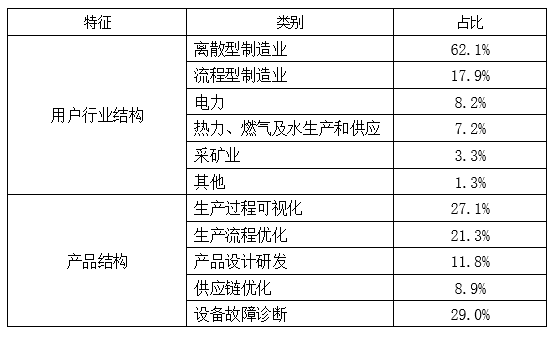 特征 类别 占比
用户行业结构
离散型制造业 62.1%
流程型制造业 17.9%
电力 8.2%
热力、燃气及水生产和供应 7.2%
采矿业 3.3%
其他 1.3%
产品结构
生产过程可视化 27.1%
生产流程优化 21.3%
产品设计研发 11.8%
供应链优化 8.9%
设备故障诊断 29.0%